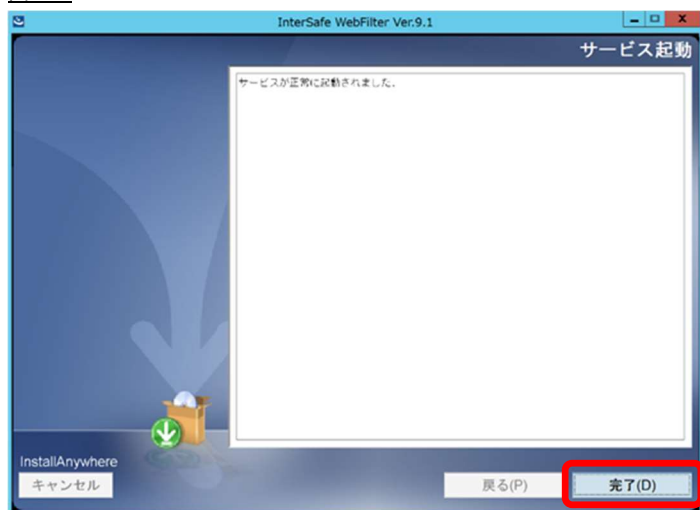 InterSafe WebFilter Ver.9.1
サービス起動
サービスが正常に起動されました。
InstallAnywhere
キャンセル
戻る(P)
完了(D)